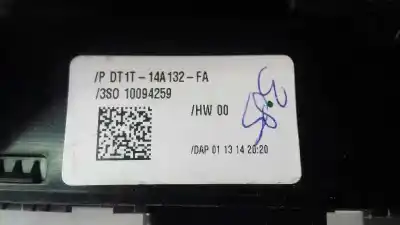 /P DT1T-14A132-FA
/3SO 10094259
/HW 00
/DAP 01 13 14 20:20